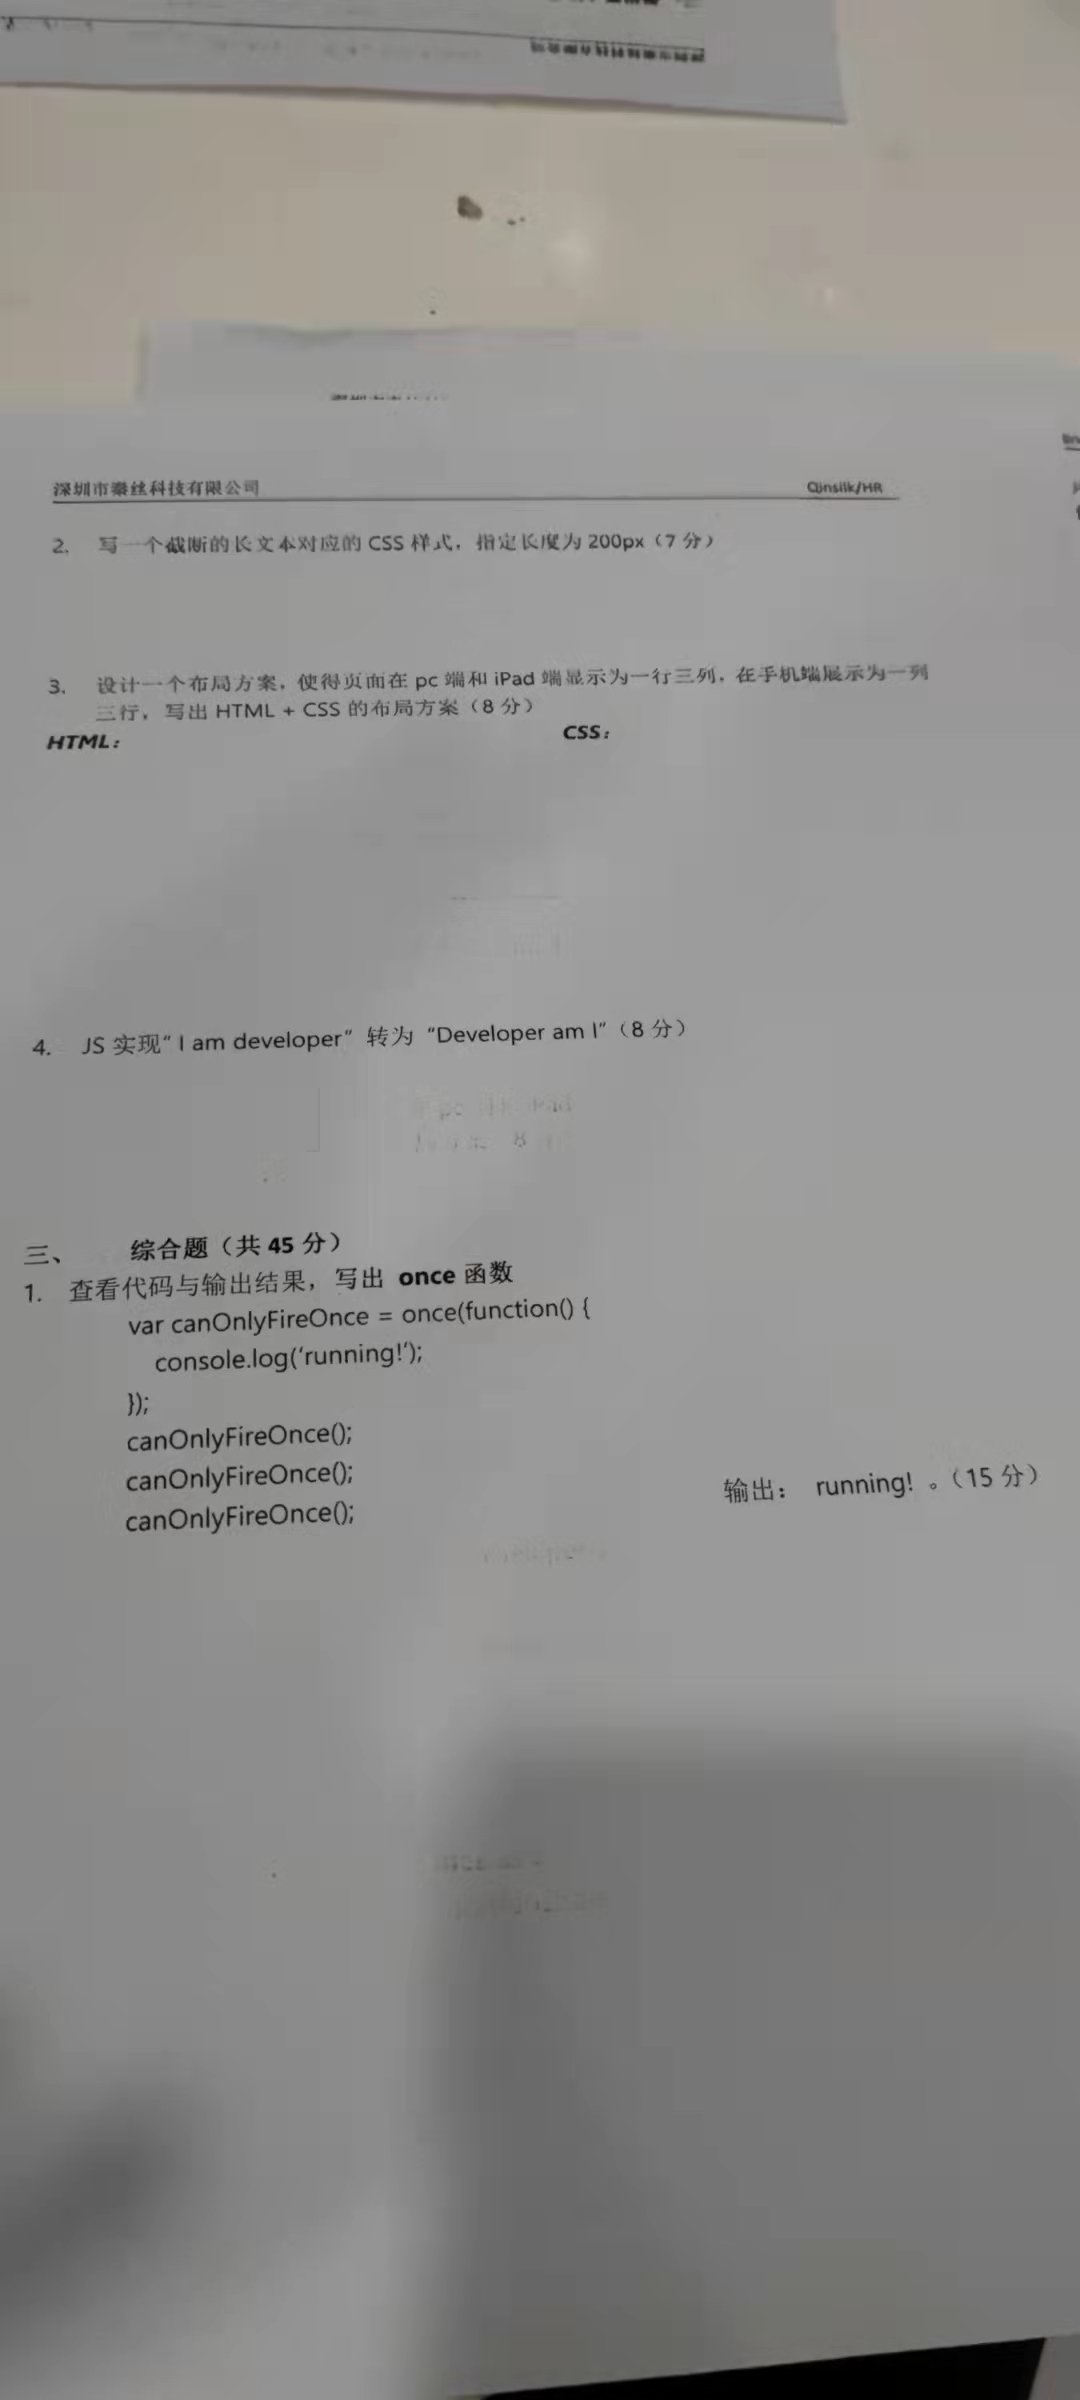 深圳市秦丝科技有限公司 Qinsilk/HR
2. 写一个截断的长文本对应的 CSS 样式，指定长度为 200px（7 分）
3. 设计一个布局方案，使得页面在 pc 端和 iPad 端显示为一行三列，在手机端展示为一列
三行，写出 HTML + CSS 的布局方案（8 分）
HTML： CSS：
4. JS 实现“ I am developer” 转为 “Developer am I”（8 分）
三、 综合题（共 45 分）
1. 查看代码与输出结果，写出 once 函数
var canOnlyFireOnce = once(function() {
console.log(‘running!’);
});
canOnlyFireOnce();
canOnlyFireOnce();
canOnlyFireOnce();
输出： running! 。（15 分）